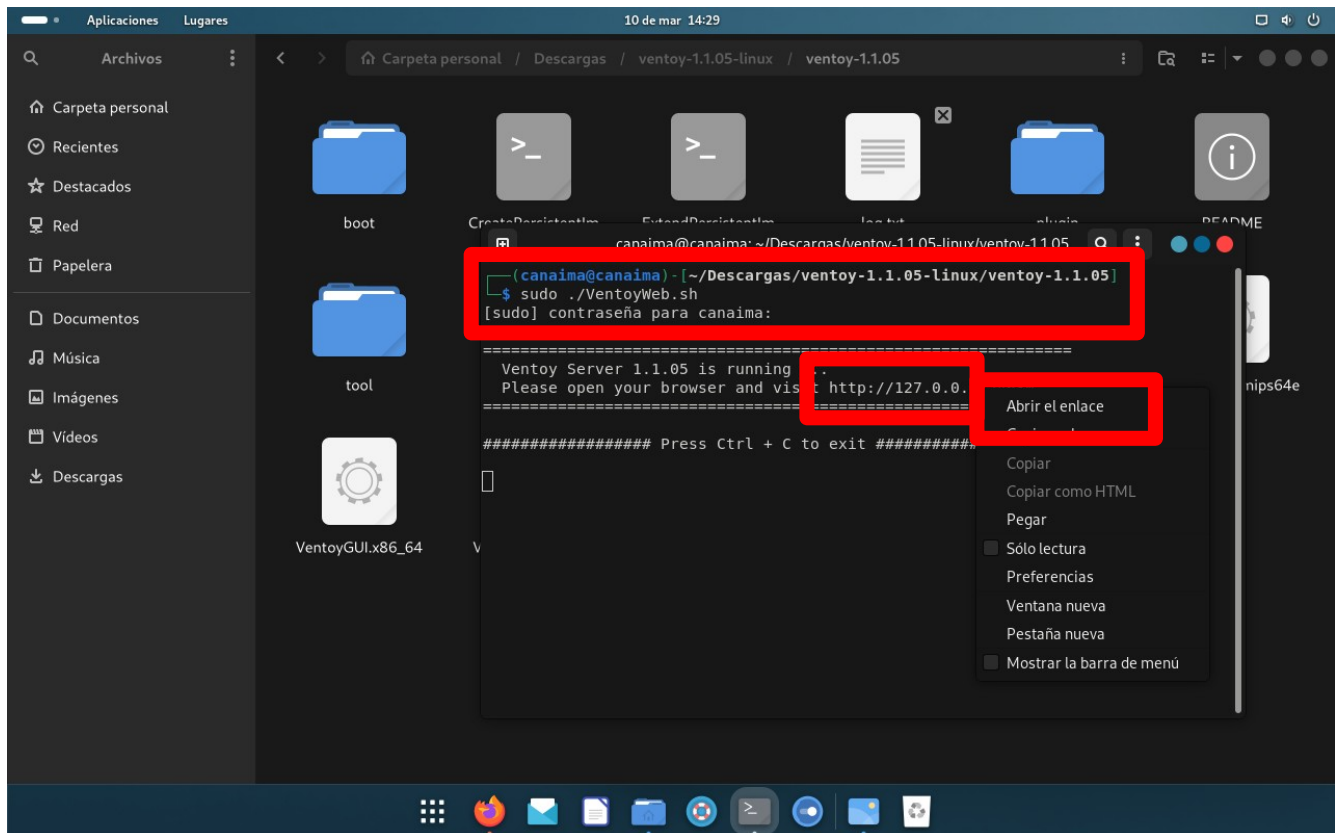 Aplicaciones Lugares 10 de mar 14:29
Archivos
Carpeta personal / Descargas / ventoy-1.1.05-linux / ventoy-1.1.05
Carpeta personal
Recientes
Destacados
Red
Papelera
Documentos
Música
Imágenes
Vídeos
Descargas
boot
tool
VentoyGUI.x86_64
canaima@canaima: ~/Descargas/ventoy-1.1.05-linux/ventoy-1.1.05
(canaima@canaima)-[~/Descargas/ventoy-1.1.05-linux/ventoy-1.1.05]
$ sudo ./VentoyWeb.sh
[sudo] contraseña para canaima:
===============================================================
Ventoy Server 1.1.05 is running ...
Please open your browser and visit http://127.0.0.
===============================================================
################## Press Ctrl + C to exit ###########
Abrir el enlace
Copiar
Copiar como HTML
Pegar
Sólo lectura
Preferencias
Ventana nueva
Pestaña nueva
Mostrar la barra de menú